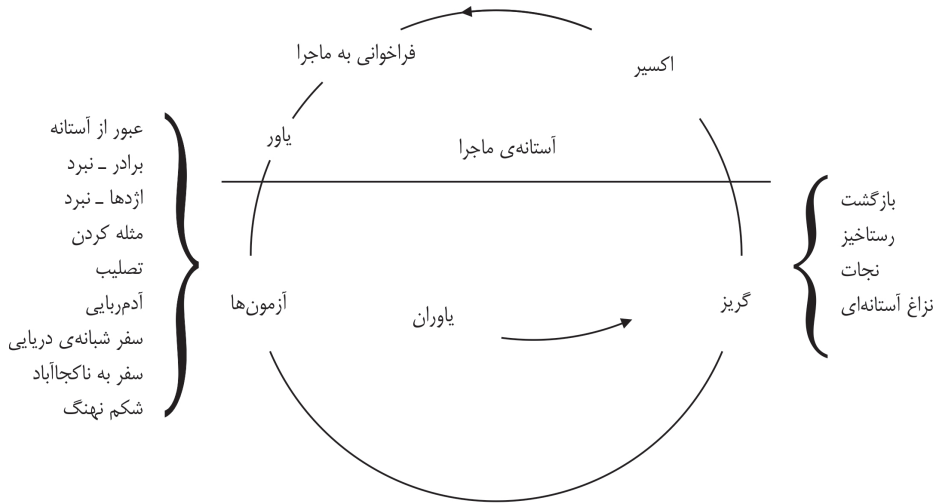 فراخوانی به ماجرا
اکسیر
یاور
آستانه‌ی ماجرا
عبور از آستانه
برادر ـ نبرد
اژدها ـ نبرد
مثله کردن
تصلیب
آدم‌ربایی
سفر شبانه‌ی دریایی
سفر به ناکجاآباد
شکم نهنگ
آزمون‌ها
یاوران
گریز
بازگشت
رستاخیز
نجات
نزاغ آستانه‌ای